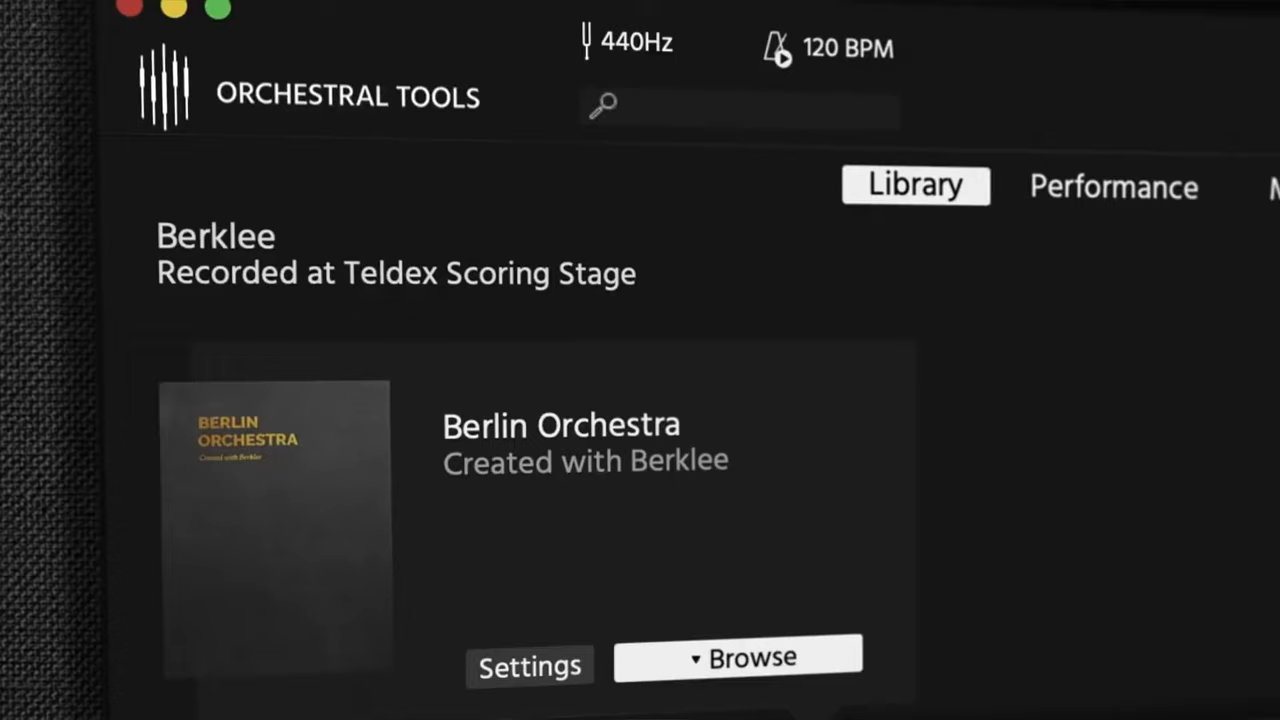 440Hz
120 BPM
ORCHESTRAL TOOLS
Library
Performance
Berklee
Recorded at Teldex Scoring Stage
BERLIN
ORCHESTRA
Created with Berklee
Berlin Orchestra
Created with Berklee
Settings
Browse